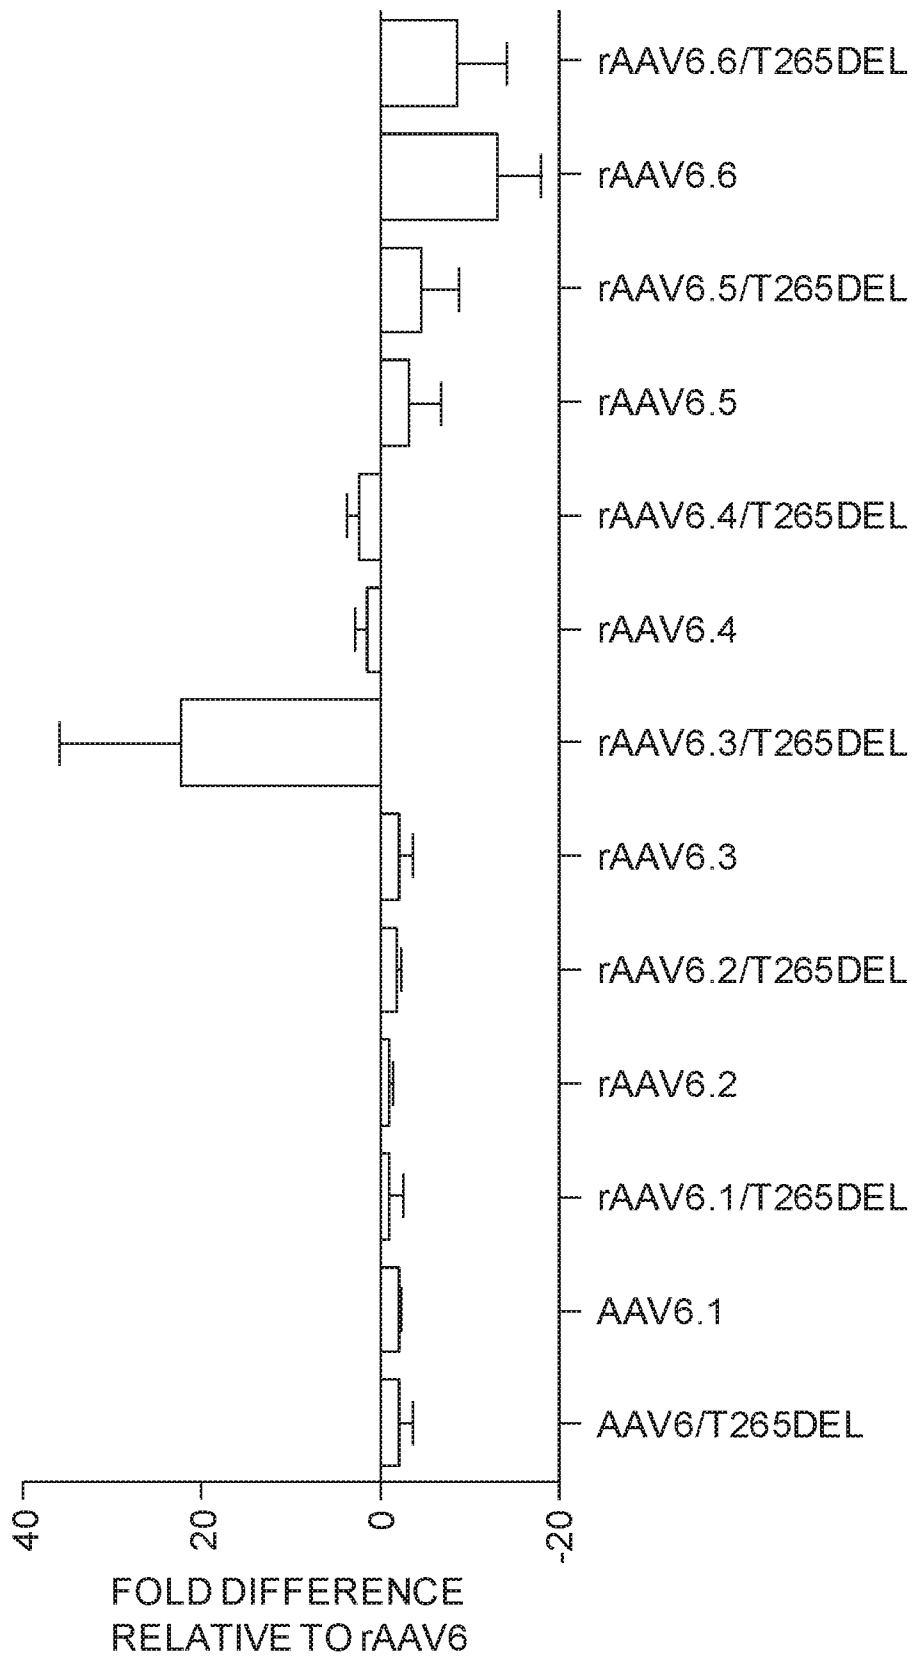 rAAV6.6/T265DEL
rAAV6.6
rAAV6.5/T265DEL
rAAV6.5
rAAV6.4/T265DEL
rAAV6.4
rAAV6.3/T265DEL
rAAV6.3
rAAV6.2/T265DEL
rAAV6.2
rAAV6.1/T265DEL
AAV6.1
AAV6/T265DEL
40
20
0
-20
FOLD DIFFERENCE
RELATIVE TO rAAV6